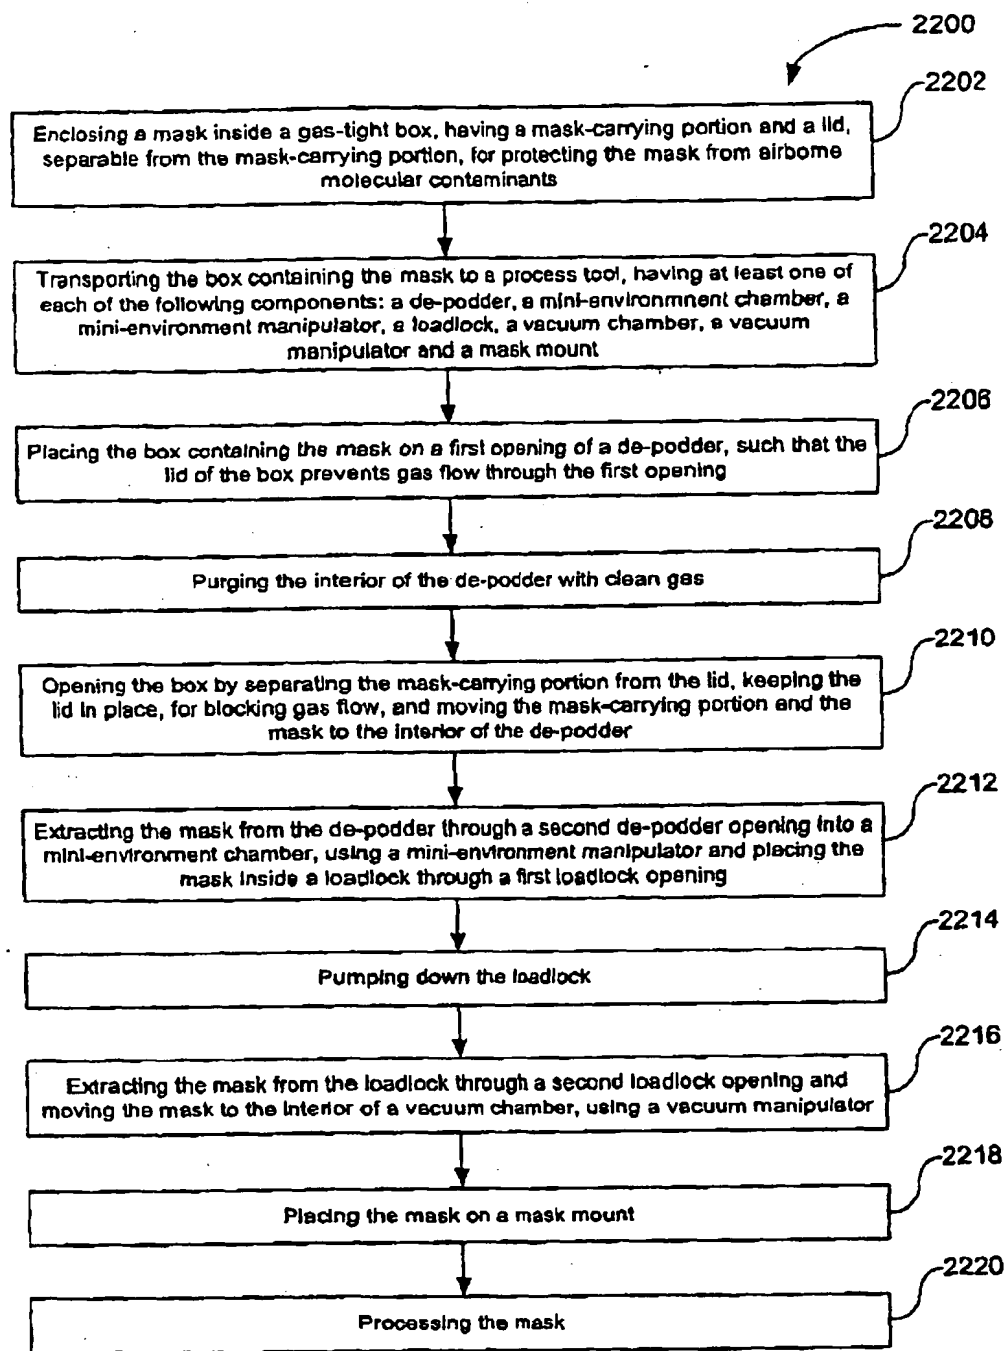 2200
2202
Enclosing a mask inside a gas-tight box, having a mask-carrying portion and a lid,
separable from the mask-carrying portion, for protecting the mask from airborne
molecular contaminants
2204
Transporting the box containing the mask to a process tool, having at least one of
each of the following components: a de-podder, a mini-environmnent chamber, a
mini-environment manipulator, a loadlock, a vacuum chamber, a vacuum
manipulator and a mask mount
2206
Placing the box containing the mask on a first opening of a de-podder, such that the
lid of the box prevents gas flow through the first opening
2208
Purging the interior of the de-podder with clean gas
2210
Opening the box by separating the mask-carrying portion from the lid, keeping the
lid in place, for blocking gas flow, and moving the mask-carrying portion and the
mask to the interior of the de-podder
2212
Extracting the mask from the de-podder through a second de-podder opening into a
mini-environment chamber, using a mini-environment manipulator and placing the
mask inside a loadlock through a first loadlock opening
2214
Pumping down the loadlock
2216
Extracting the mask from the loadlock through a second loadlock opening and
moving the mask to the interior of a vacuum chamber, using a vacuum manipulator
2218
Placing the mask on a mask mount
2220
Processing the mask